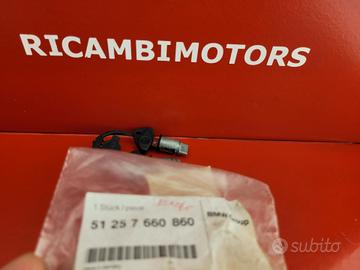 RICAMBIMOTORS
1 Stück / piece
51 25 7 660 860
BMW Group
subito